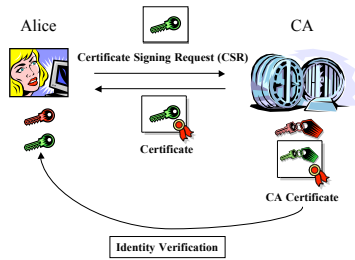 Alice
CA
Certificate Signing Request (CSR)
Certificate
CA Certificate
Identity Verification